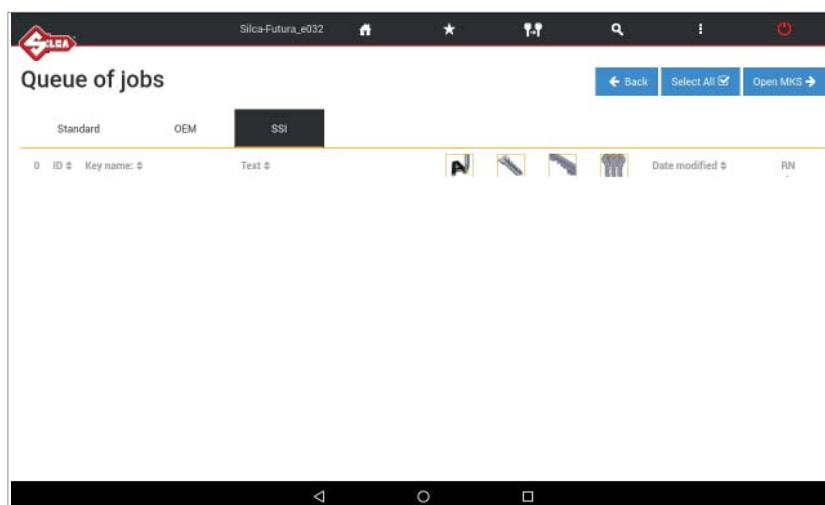 SILCA
Silca-Futura_e032
Queue of jobs
Back
Select All
Open MKS
Standard OEM SSI
0 ID Key name: Text A Date modified RN